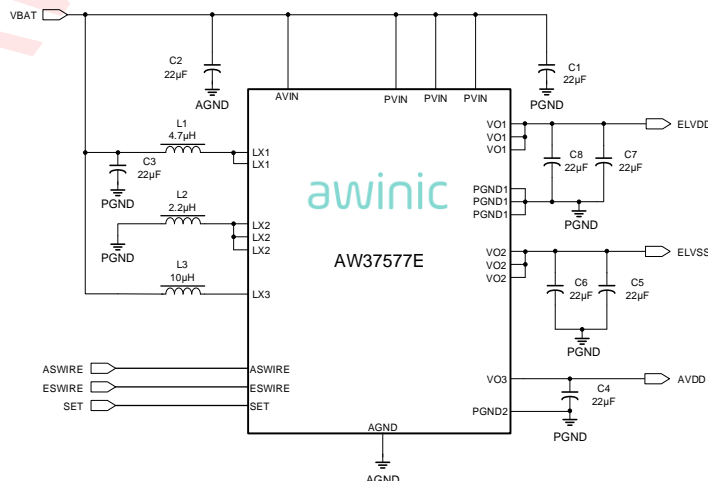 VBAT
C2
22µF
AGND
C1
22µF
PGND
AVIN
PVIN
PVIN
PVIN
L1
4.7µH
C3
22µF
PGND
LX1
LX1
L2
2.2µH
PGND
LX2
LX2
LX2
L3
10µH
LX3
awinic
AW37577E
VO1
VO1
VO1
ELVDD
C8
22µF
C7
22µF
PGND1
PGND1
PGND1
PGND
VO2
VO2
VO2
ELVSS
C6
22µF
C5
22µF
PGND
ASWIRE
ASWIRE
ESWIRE
ESWIRE
SET
SET
VO3
AVDD
C4
22µF
PGND2
PGND
AGND
AGND